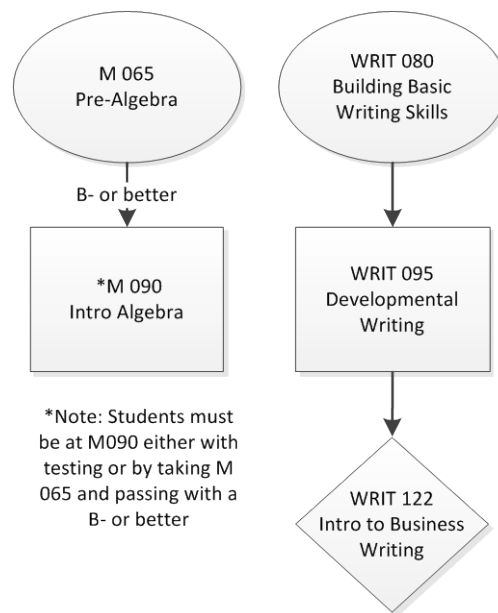 M 065
Pre-Algebra
B- or better
*M 090
Intro Algebra
*Note: Students must
be at M090 either with
testing or by taking M
065 and passing with a
B- or better
WRIT 080
Building Basic
Writing Skills
WRIT 095
Developmental
Writing
WRIT 122
Intro to Business
Writing